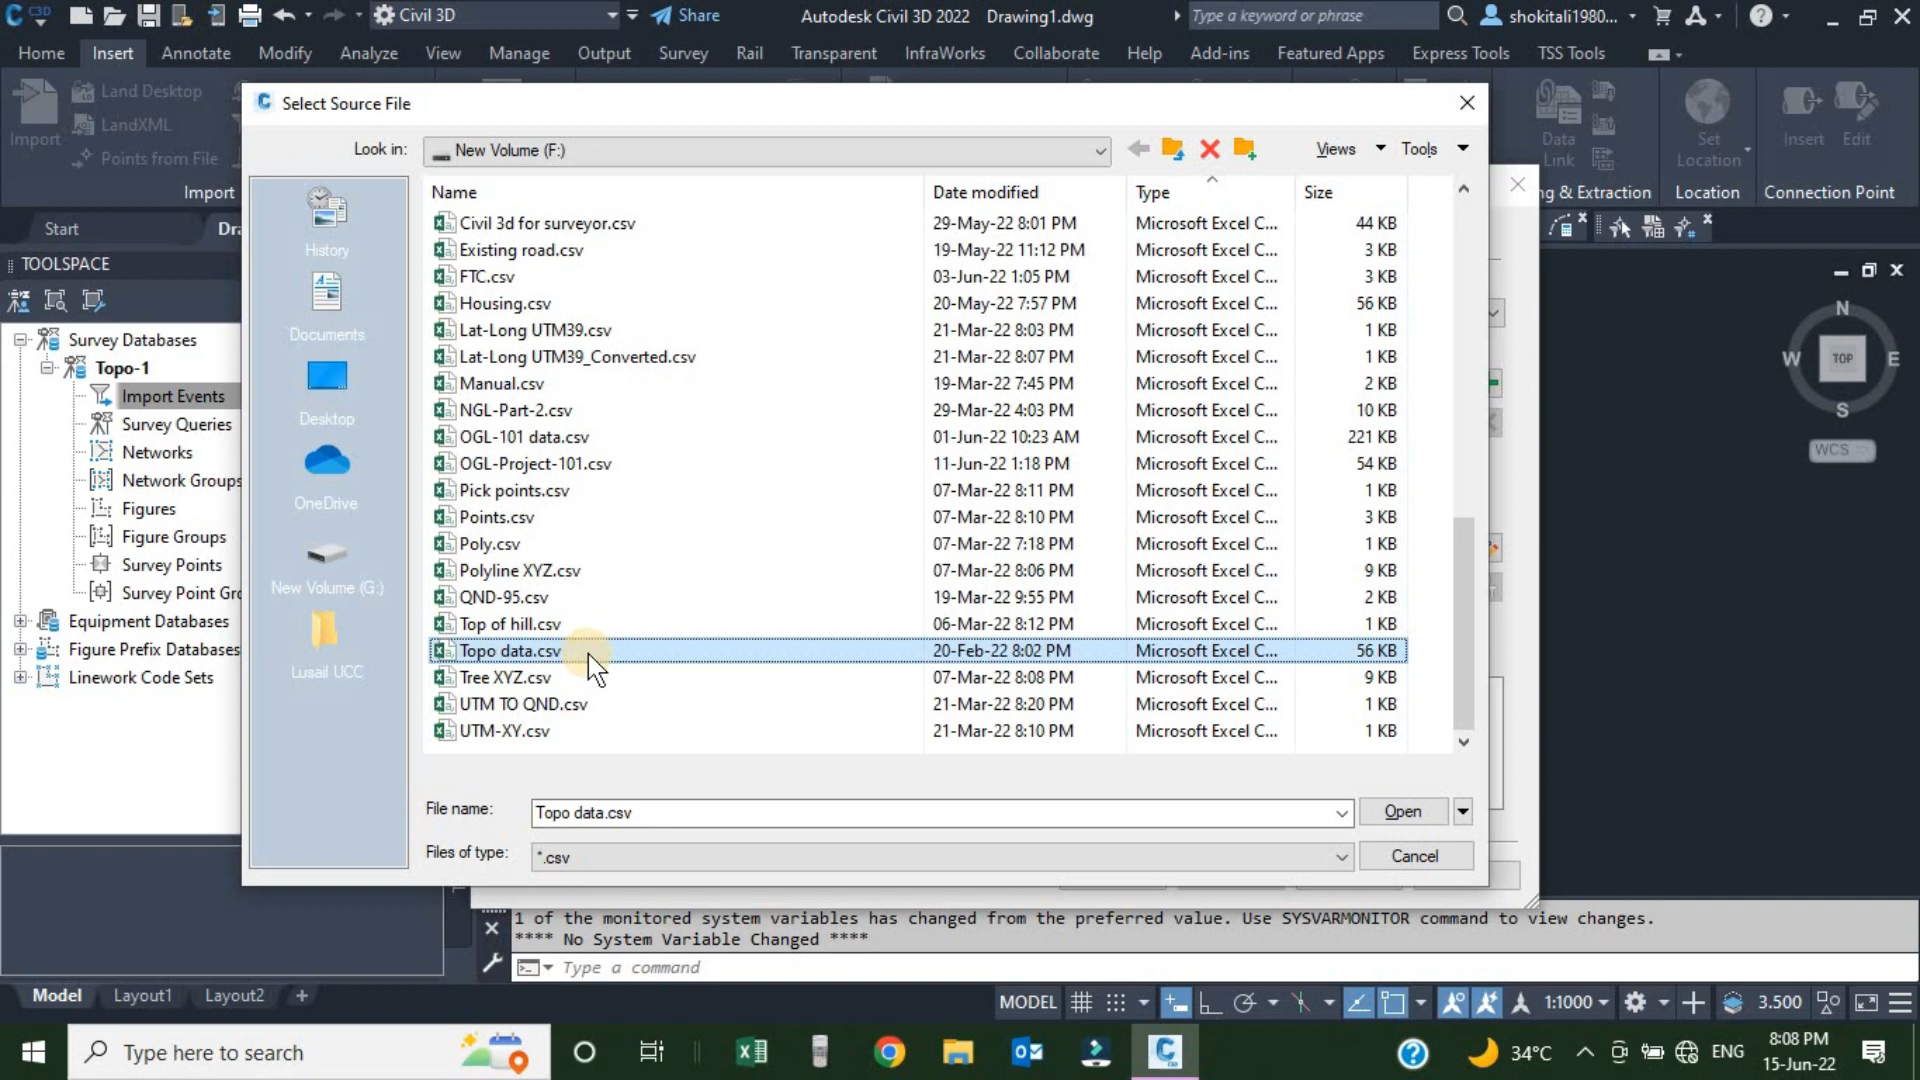 Civil 3D
Share
Autodesk Civil 3D 2022 Drawing1.dwg
Type a keyword or phrase
shokitali1980...
Home Insert Annotate Modify Analyze View Manage Output Survey Rail Transparent InfraWorks Collaborate Help Add-ins Featured Apps Express Tools TSS Tools
Import
Land Desktop
LandXML
Points from File
Import
Data Link
Set Location
Insert Edit
ng & Extraction
Location
Connection Point
Start
Dra
TOOLSPACE
Survey Databases
Topo-1
Import Events
Survey Queries
Networks
Network Groups
Figures
Figure Groups
Survey Points
Survey Point Gro
Equipment Databases
Figure Prefix Databases
Linework Code Sets
Select Source File
Look in: New Volume (F:)
Views Tools
History
Documents
Desktop
OneDrive
New Volume (G:)
Lusail UCC
Name Date modified Type Size
Civil 3d for surveyor.csv 29-May-22 8:01 PM Microsoft Excel C... 44 KB
Existing road.csv 19-May-22 11:12 PM Microsoft Excel C... 3 KB
FTC.csv 03-Jun-22 1:05 PM Microsoft Excel C... 3 KB
Housing.csv 20-May-22 7:57 PM Microsoft Excel C... 56 KB
Lat-Long UTM39.csv 21-Mar-22 8:03 PM Microsoft Excel C... 1 KB
Lat-Long UTM39_Converted.csv 21-Mar-22 8:07 PM Microsoft Excel C... 1 KB
Manual.csv 19-Mar-22 7:45 PM Microsoft Excel C... 2 KB
NGL-Part-2.csv 29-Mar-22 4:03 PM Microsoft Excel C... 10 KB
OGL-101 data.csv 01-Jun-22 10:23 AM Microsoft Excel C... 221 KB
OGL-Project-101.csv 11-Jun-22 1:18 PM Microsoft Excel C... 54 KB
Pick points.csv 07-Mar-22 8:11 PM Microsoft Excel C... 1 KB
Points.csv 07-Mar-22 8:10 PM Microsoft Excel C... 3 KB
Poly.csv 07-Mar-22 7:18 PM Microsoft Excel C... 1 KB
Polyline XYZ.csv 07-Mar-22 8:06 PM Microsoft Excel C... 9 KB
QND-95.csv 19-Mar-22 9:55 PM Microsoft Excel C... 2 KB
Top of hill.csv 06-Mar-22 8:12 PM Microsoft Excel C... 1 KB
Topo data.csv 20-Feb-22 8:02 PM Microsoft Excel C... 56 KB
Tree XYZ.csv 07-Mar-22 8:08 PM Microsoft Excel C... 9 KB
UTM TO QND.csv 21-Mar-22 8:20 PM Microsoft Excel C... 1 KB
UTM-XY.csv 21-Mar-22 8:10 PM Microsoft Excel C... 1 KB
File name: Topo data.csv Open
Files of type: *.csv Cancel
N
W TOP E
S
WCS
1 of the monitored system variables has changed from the preferred value. Use SYSVARMONITOR command to view changes.
**** No System Variable Changed ****
Type a command
Model Layout1 Layout2 +
MODEL 1:1000 3.500
Type here to search
34°C ENG
8:08 PM
15-Jun-22